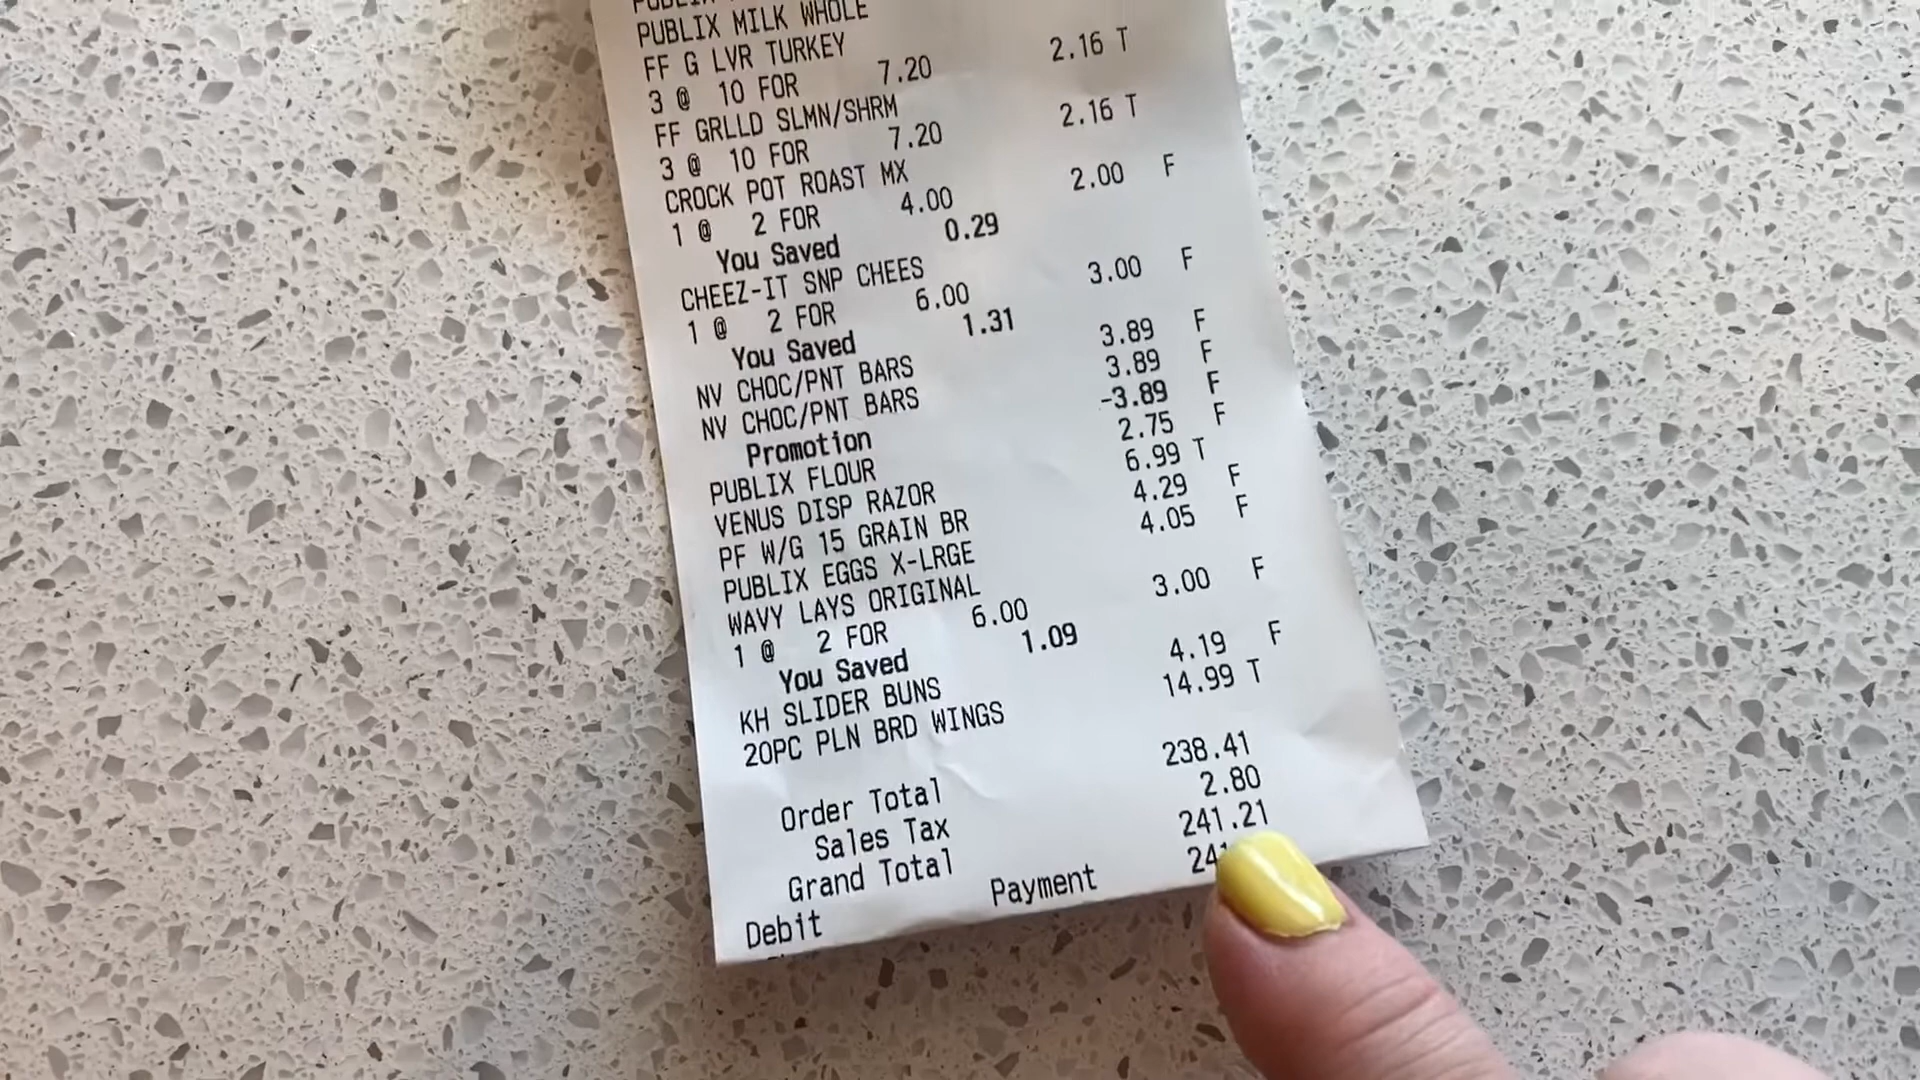 PUBLIX
PUBLIX MILK WHOLE
FF G LVR TURKEY
3 @ 10 FOR 7.20 2.16 T
FF GRLLD SLMN/SHRM
3 @ 10 FOR 7.20 2.16 T
CROCK POT ROAST MX
1 @ 2 FOR 4.00 2.00 F
You Saved 0.29
CHEEZ-IT SNP CHEES
1 @ 2 FOR 6.00 3.00 F
You Saved 1.31
NV CHOC/PNT BARS 3.89 F
NV CHOC/PNT BARS 3.89 F
Promotion -3.89 F
PUBLIX FLOUR 2.75 F
VENUS DISP RAZOR 6.99 T
PF W/G 15 GRAIN BR 4.29 F
PUBLIX EGGS X-LRGE 4.05 F
WAVY LAYS ORIGINAL
1 @ 2 FOR 6.00 3.00 F
You Saved 1.09
KH SLIDER BUNS 4.19 F
20PC PLN BRD WINGS 14.99 T
Order Total 238.41
Sales Tax 2.80
Grand Total 241.21
Debit Payment